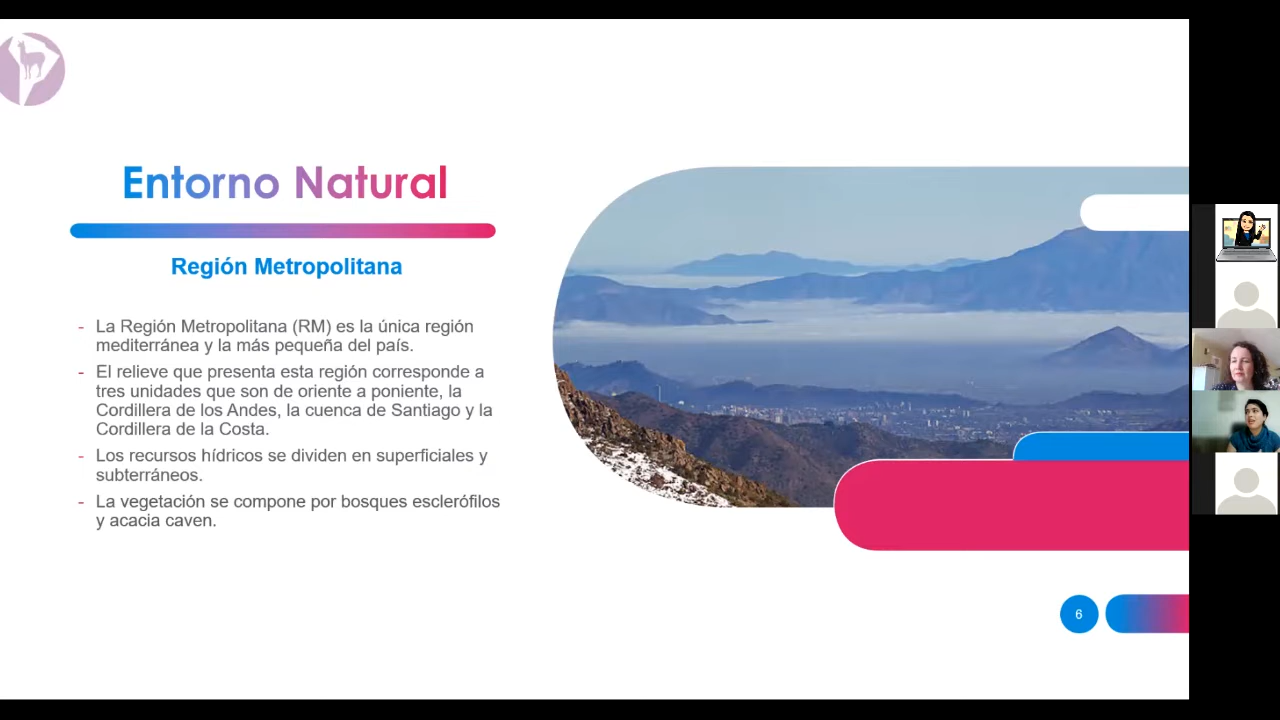 Entorno Natural
Región Metropolitana
- La Región Metropolitana (RM) es la única región
mediterránea y la más pequeña del país.
- El relieve que presenta esta región corresponde a
tres unidades que son de oriente a poniente, la
Cordillera de los Andes, la cuenca de Santiago y la
Cordillera de la Costa.
- Los recursos hídricos se dividen en superficiales y
subterráneos.
- La vegetación se compone por bosques esclerófilos
y acacia caven.
6